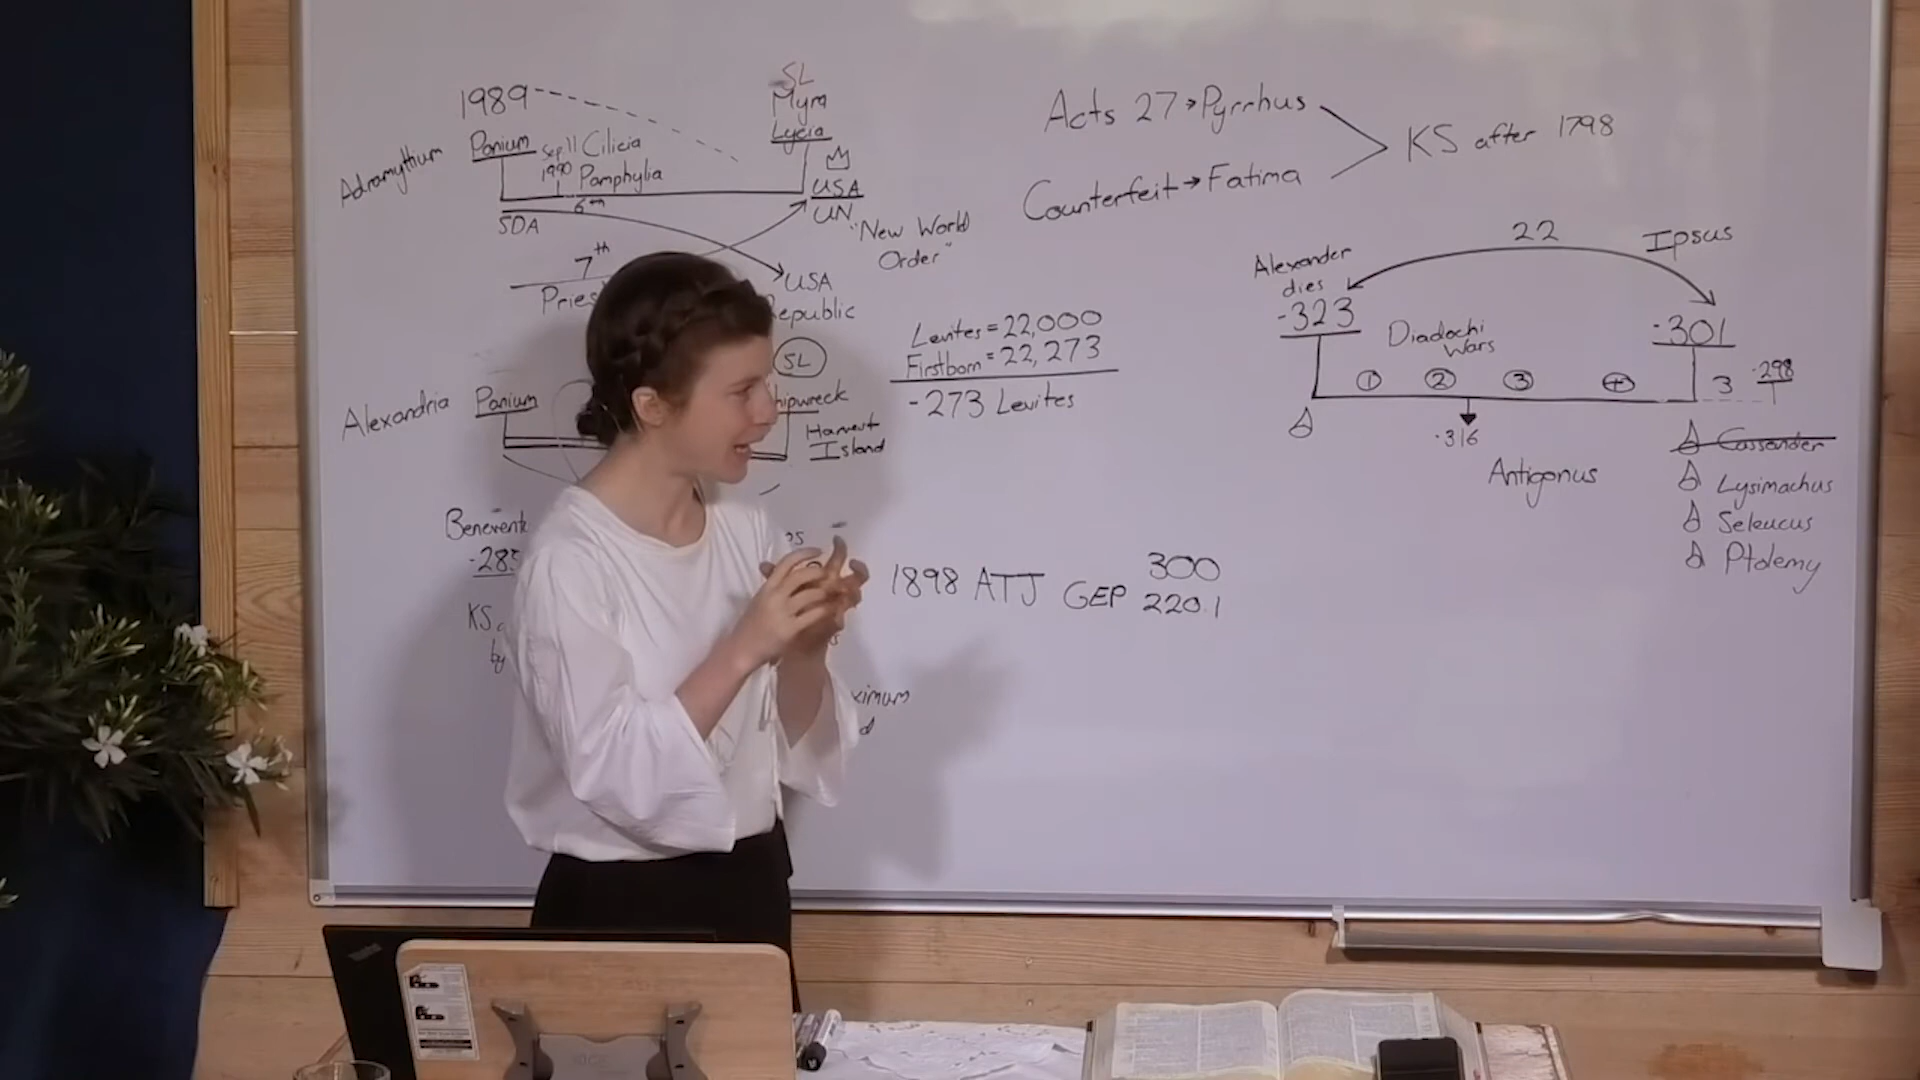 1989
SL
Myra
Lycia
Adramyttium
Panium
Sep 11 Cilicia
1990 Pamphylia
6th
USA
UN
SDA
"New World
Order"
7th
USA
Republic
Levites = 22,000
Firstborn = 22,273
-273 Levites
SL
Alexandria
Panium
Harvest
Island
-285
KS
by
1898 ATJ GEP 300
220.1
Acts 27 → Pyrrhus
KS after 1798
Counterfeit → Fatima
22
Ipsus
Alexander
dies
-323
-301
Diadochi
Wars
① ② ③ ④
3
-298
-316
Antigonus
Cassander
Lysimachus
Seleucus
Ptolemy